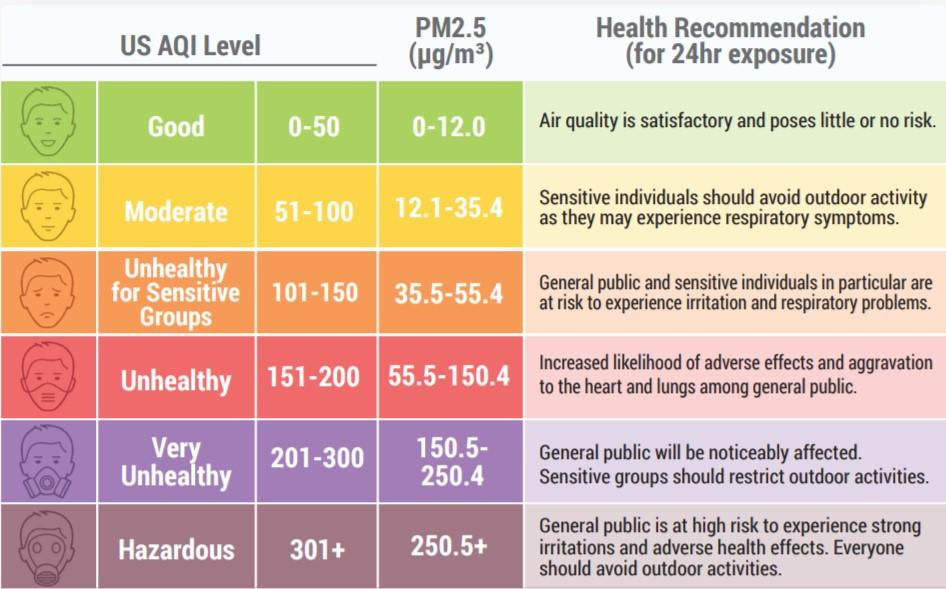 US AQI Level
PM2.5
(µg/m³)
Health Recommendation
(for 24hr exposure)
Good
0-50
0-12.0
Air quality is satisfactory and poses little or no risk.
Moderate
51-100
12.1-35.4
Sensitive individuals should avoid outdoor activity
as they may experience respiratory symptoms.
Unhealthy
for Sensitive
Groups
101-150
35.5-55.4
General public and sensitive individuals in particular are
at risk to experience irritation and respiratory problems.
Unhealthy
151-200
55.5-150.4
Increased likelihood of adverse effects and aggravation
to the heart and lungs among general public.
Very
Unhealthy
201-300
150.5-
250.4
General public will be noticeably affected.
Sensitive groups should restrict outdoor activities.
Hazardous
301+
250.5+
General public is at high risk to experience strong
irritations and adverse health effects. Everyone
should avoid outdoor activities.